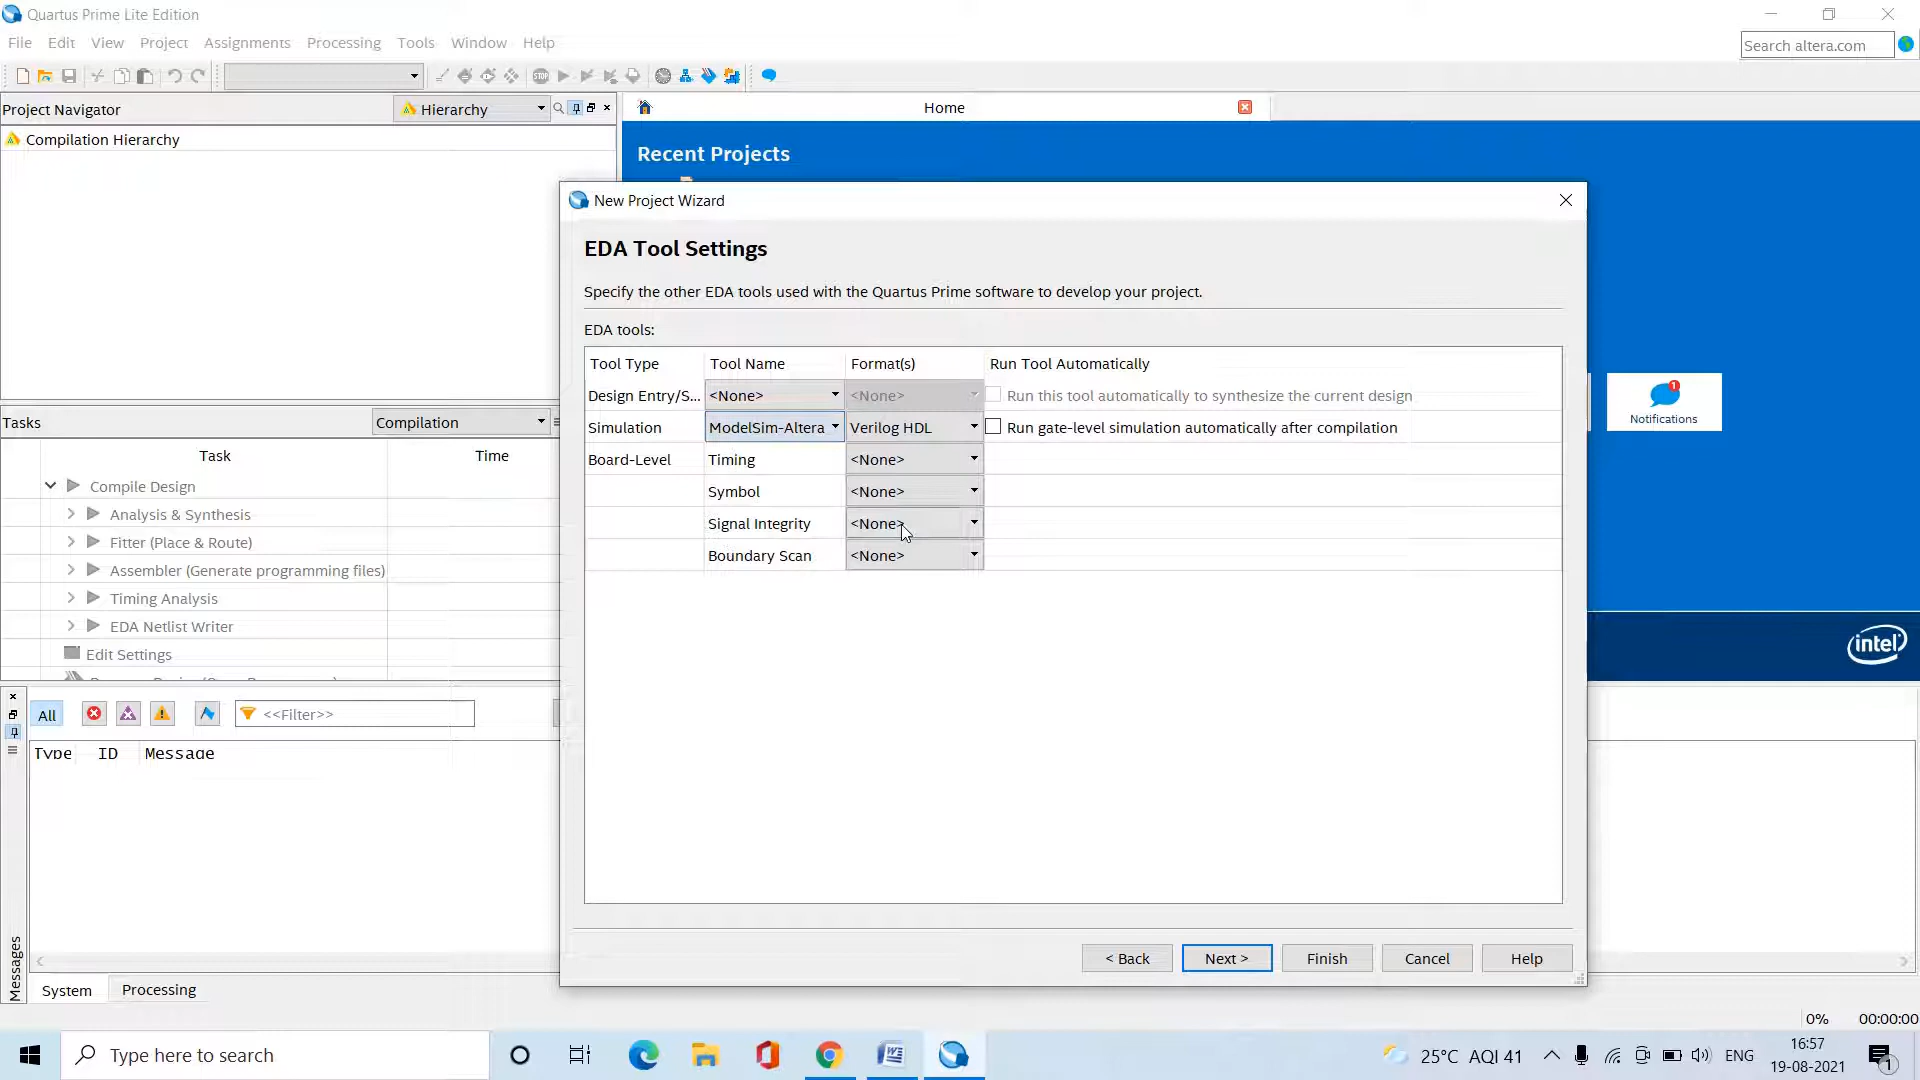 Quartus Prime Lite Edition
File Edit View Project Assignments Processing Tools Window Help
Search altera.com
Project Navigator
Hierarchy
Home
Compilation Hierarchy
Recent Projects
New Project Wizard
EDA Tool Settings
Specify the other EDA tools used with the Quartus Prime software to develop your project.
EDA tools:
Tool Type Tool Name Format(s) Run Tool Automatically
Design Entry/S... <None> <None> Run this tool automatically to synthesize the current design
Simulation ModelSim-Altera Verilog HDL Run gate-level simulation automatically after compilation
Board-Level Timing <None>
Symbol <None>
Signal Integrity <None>
Boundary Scan <None>
1
Notifications
intel
Tasks
Compilation
Task Time
Compile Design
Analysis & Synthesis
Fitter (Place & Route)
Assembler (Generate programming files)
Timing Analysis
EDA Netlist Writer
Edit Settings
All
<<Filter>>
Type ID Message
Messages
System Processing
< Back Next > Finish Cancel Help
0% 00:00:00
Type here to search
25°C AQI 41
ENG
16:57
19-08-2021
1